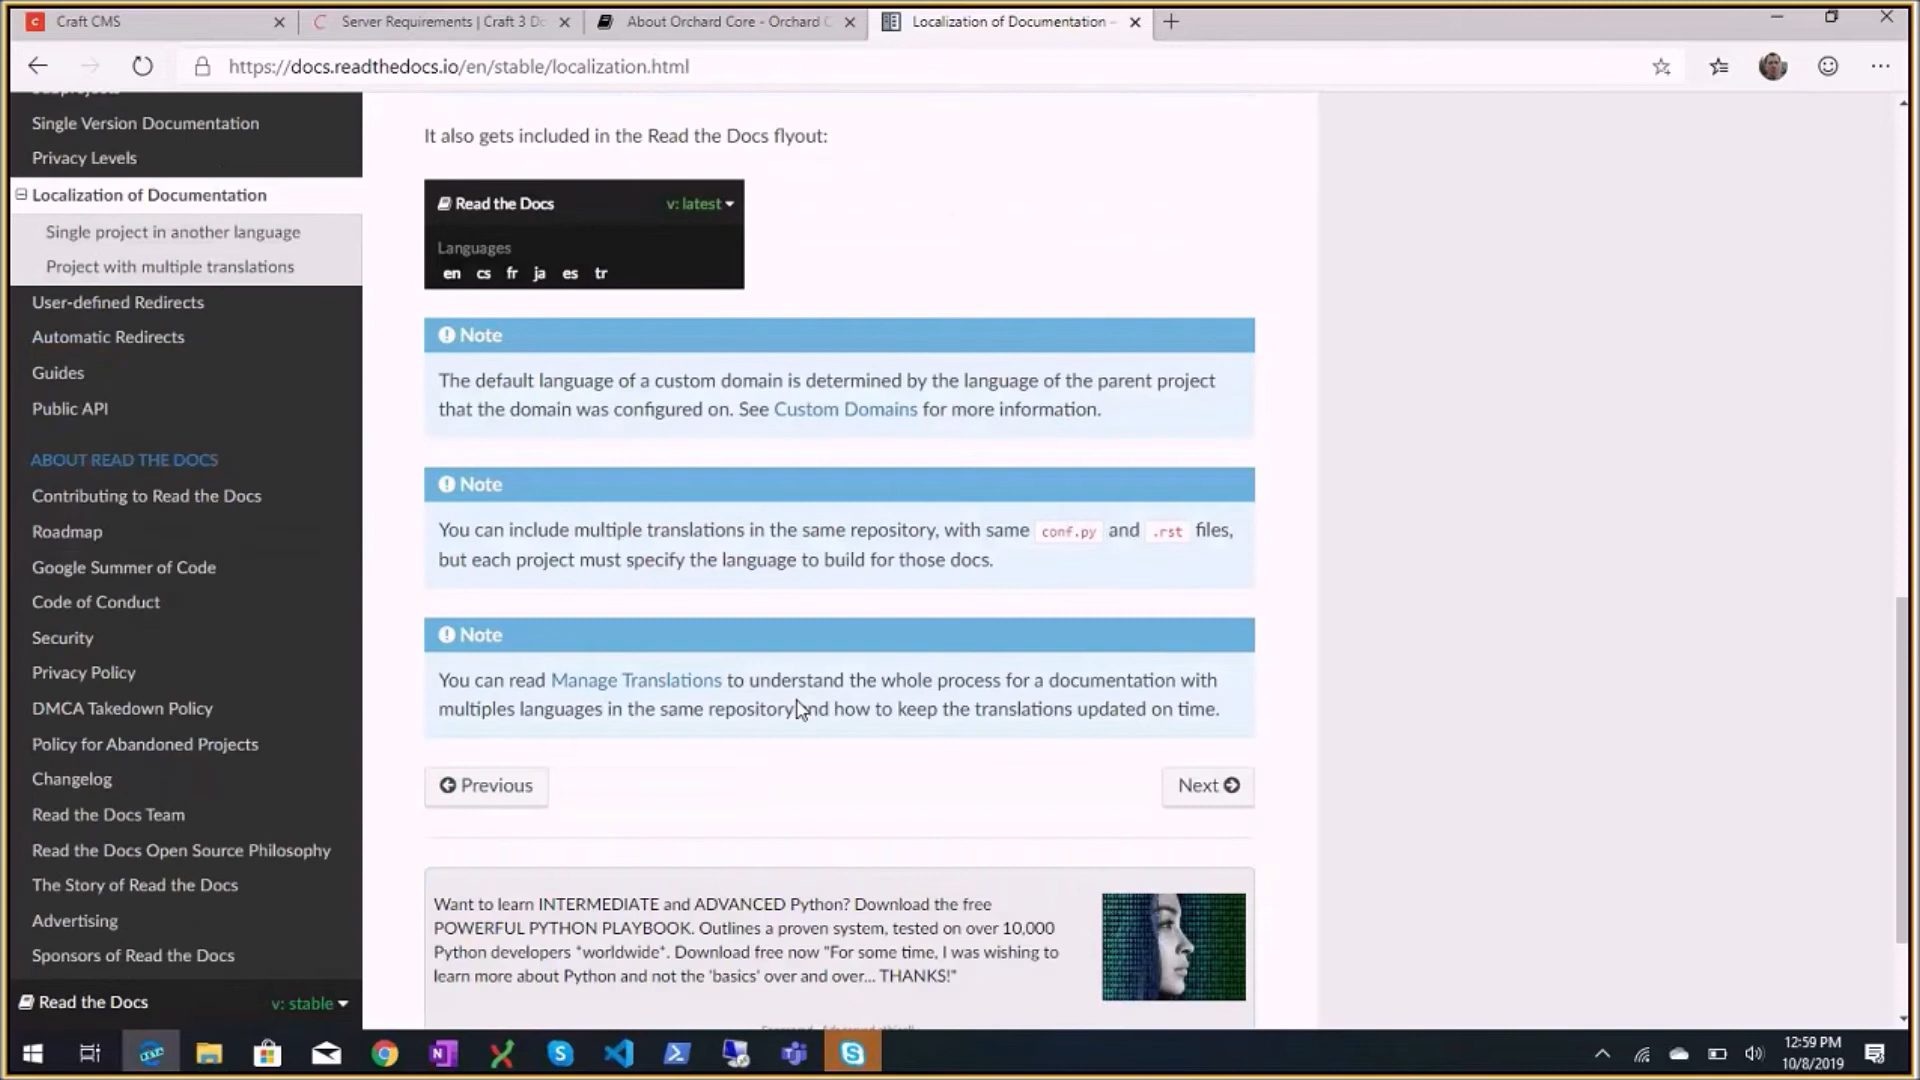 Craft CMS
Server Requirements | Craft 3 Do
About Orchard Core - Orchard C
Localization of Documentation –
https://docs.readthedocs.io/en/stable/localization.html
Single Version Documentation
Privacy Levels
Localization of Documentation
Single project in another language
Project with multiple translations
User-defined Redirects
Automatic Redirects
Guides
Public API
ABOUT READ THE DOCS
Contributing to Read the Docs
Roadmap
Google Summer of Code
Code of Conduct
Security
Privacy Policy
DMCA Takedown Policy
Policy for Abandoned Projects
Changelog
Read the Docs Team
Read the Docs Open Source Philosophy
The Story of Read the Docs
Advertising
Sponsors of Read the Docs
Read the Docs v: stable
It also gets included in the Read the Docs flyout:
Read the Docs v: latest
Languages
en cs fr ja es tr
Note
The default language of a custom domain is determined by the language of the parent project
that the domain was configured on. See Custom Domains for more information.
Note
You can include multiple translations in the same repository, with same conf.py and .rst files,
but each project must specify the language to build for those docs.
Note
You can read Manage Translations to understand the whole process for a documentation with
multiples languages in the same repository and how to keep the translations updated on time.
Previous
Next
Want to learn INTERMEDIATE and ADVANCED Python? Download the free
POWERFUL PYTHON PLAYBOOK. Outlines a proven system, tested on over 10,000
Python developers *worldwide*. Download free now "For some time, I was wishing to
learn more about Python and not the 'basics' over and over... THANKS!"
12:59 PM
10/8/2019